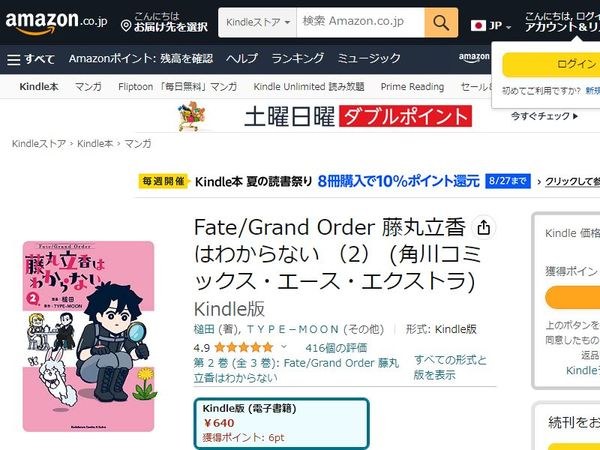 amazon.co.jp
こんにちは
お届け先を選択
Kindleストア
検索 Amazon.co.jp
JP
こんにちは, ログイ
アカウント&リ
すべて
Amazonポイント: 残高を確認
ヘルプ
ランキング
ミュージック
amazon
ログイン
初めてご利用ですか? 新規
Kindle本
マンガ
Fliptoon 「毎日無料」マンガ
Kindle Unlimited 読み放題
Prime Reading
セール&
土曜日曜 ダブルポイント
今すぐチェック
Kindleストア › Kindle本 › マンガ
毎週開催 Kindle本 夏の読書祭り 8冊購入で10%ポイント還元 8/27まで
クリックして参
Fate/Grand Order 藤丸立香
はわからない (2) (角川コミ
ックス・エース・エクストラ)
Kindle版
槌田 (著), TYPE-MOON (その他)
形式: Kindle版
4.9
416個の評価
第 2 巻 (全 3 巻): Fate/Grand Order 藤丸
立香はわからない
すべての形式と
版を表示
Kindle版 (電子書籍)
¥640
獲得ポイント: 6pt
Fate/Grand Order
藤丸立香は
わからない
2
漫画・槌田
原作・TYPE-MOON
Kadokawa Comics A Extra
Kindle 価格
獲得ポイン
上のボタンを
同意したもの
返品
Kindleラ
続刊をお